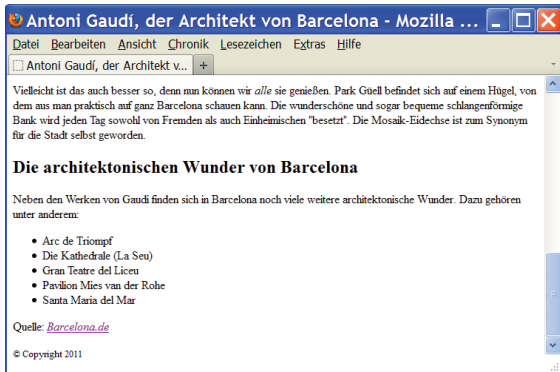 Antoni Gaudí, der Architekt von Barcelona - Mozilla ...
Datei Bearbeiten Ansicht Chronik Lesezeichen Extras Hilfe
Antoni Gaudí, der Architekt v... +
Vielleicht ist das auch besser so, denn nun können wir alle sie genießen. Park Güell befindet sich auf einem Hügel, von
dem aus man praktisch auf ganz Barcelona schauen kann. Die wunderschöne und sogar bequeme schlangenförmige
Bank wird jeden Tag sowohl von Fremden als auch Einheimischen "besetzt". Die Mosaik-Eidechse ist zum Synonym
für die Stadt selbst geworden.
Die architektonischen Wunder von Barcelona
Neben den Werken von Gaudi finden sich in Barcelona noch viele weitere architektonische Wunder. Dazu gehören
unter anderem:
• Arc de Triompf
• Die Kathedrale (La Seu)
• Gran Teatre del Liceu
• Pavilion Mies van der Rohe
• Santa Maria del Mar
Quelle: Barcelona.de
© Copyright 2011